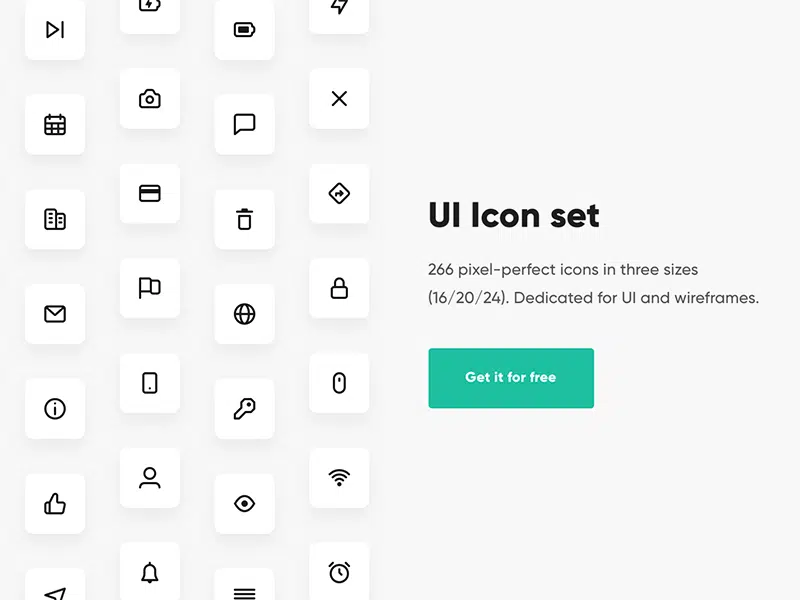 UI Icon set
266 pixel-perfect icons in three sizes
(16/20/24). Dedicated for UI and wireframes.
Get it for free